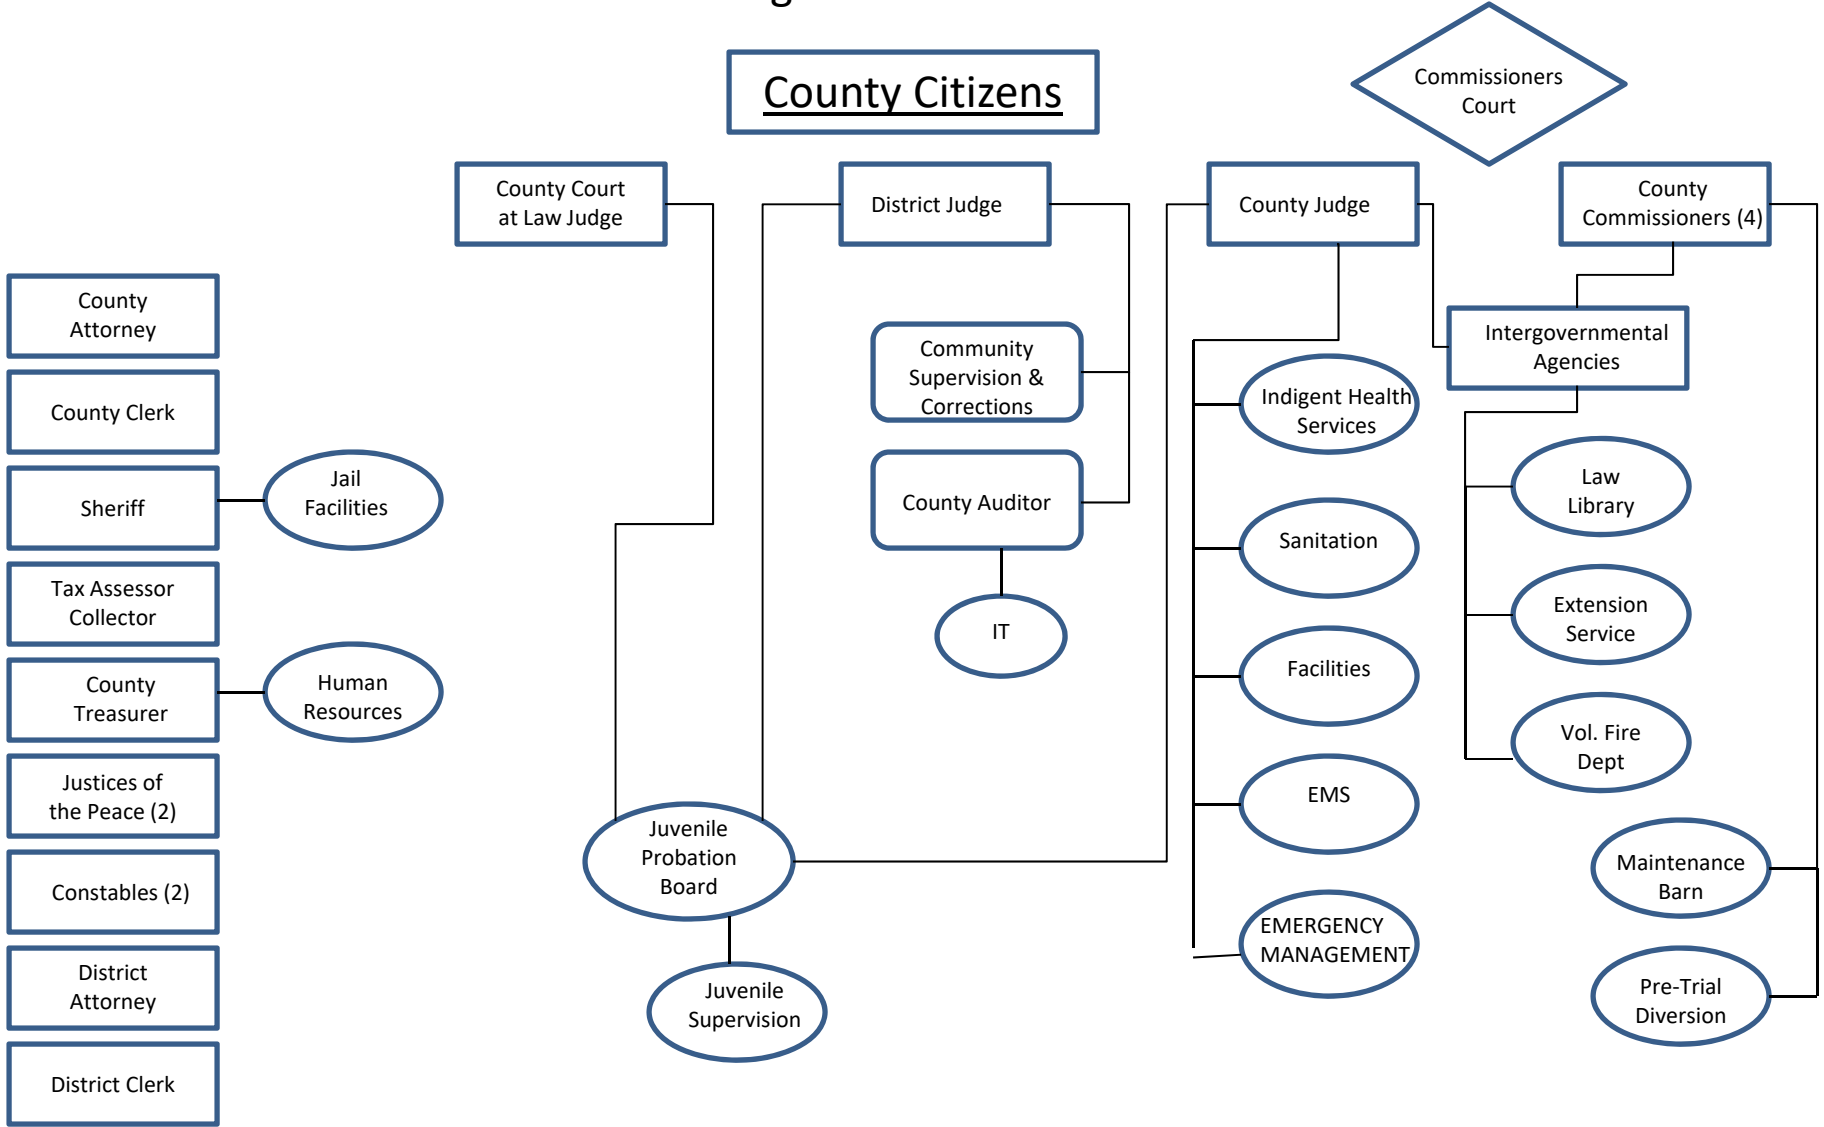 County Citizens
Commissioners
Court
County Court
at Law Judge
District Judge
County Judge
County
Commissioners (4)
County
Attorney
County Clerk
Sheriff
Jail
Facilities
Tax Assessor
Collector
County
Treasurer
Human
Resources
Justices of
the Peace (2)
Constables (2)
District
Attorney
District Clerk
Community
Supervision &
Corrections
County Auditor
IT
Juvenile
Probation
Board
Juvenile
Supervision
Indigent Health
Services
Sanitation
Facilities
EMS
EMERGENCY
MANAGEMENT
Intergovernmental
Agencies
Law
Library
Extension
Service
Vol. Fire
Dept
Maintenance
Barn
Pre-Trial
Diversion